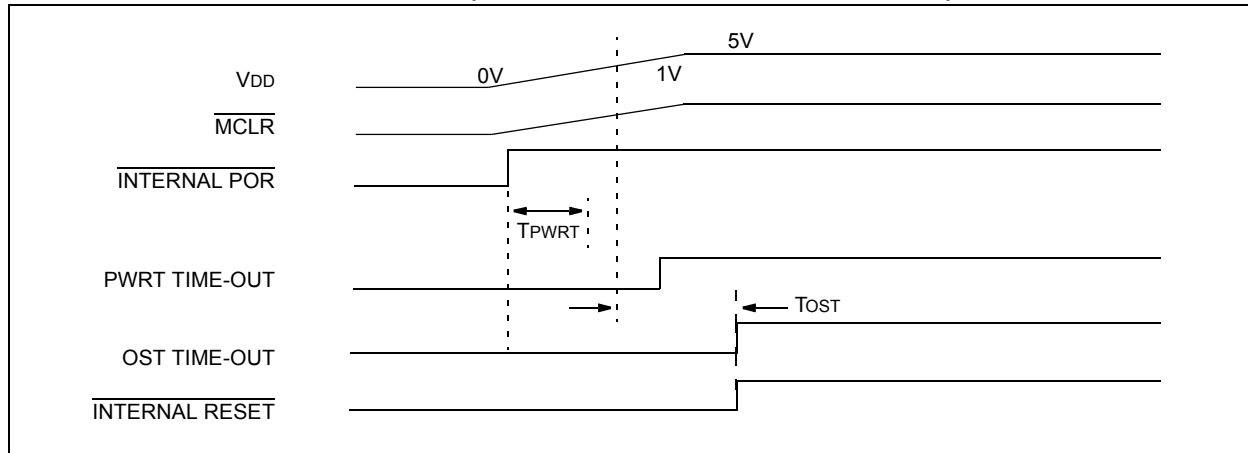 5V
VDD
0V
1V
MCLR
INTERNAL POR
TPWRT
PWRT TIME-OUT
TOST
OST TIME-OUT
INTERNAL RESET